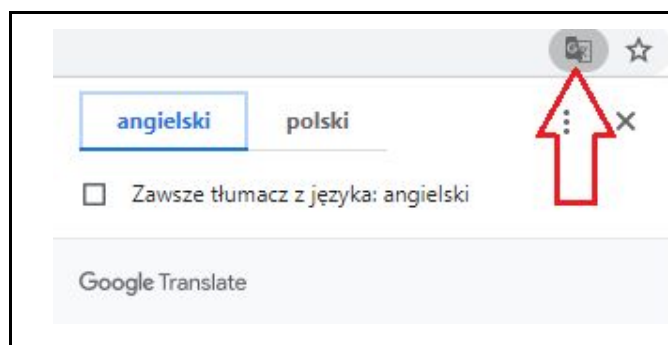 angielski polski
Zawsze tłumacz z języka: angielski
Google Translate